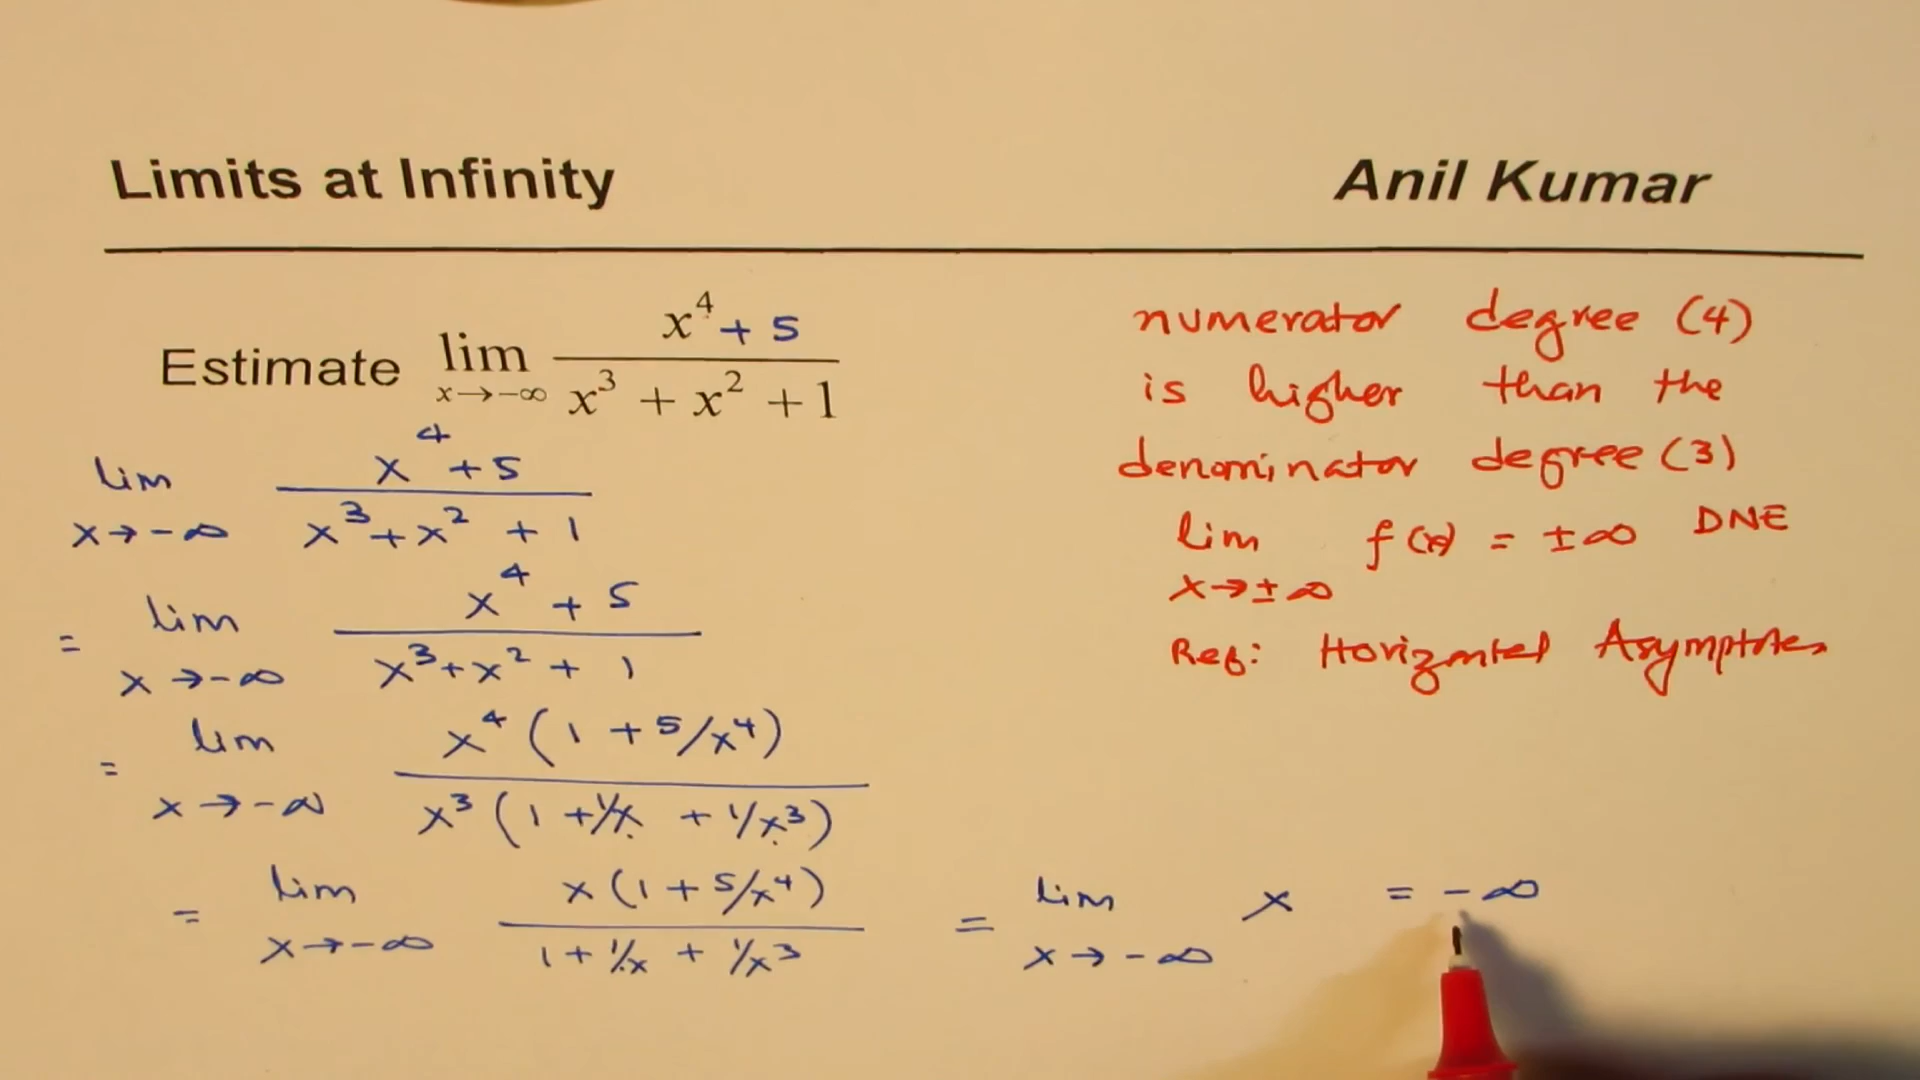 Limits at Infinity
Anil Kumar
Estimate lim x→-∞ (x⁴ + 5)/(x³ + x² + 1)
lim x→-∞ (x⁴ + 5)/(x³ + x² + 1)
= lim x→-∞ (x⁴ + 5)/(x³ + x² + 1)
= lim x→-∞ x⁴(1 + 5/x⁴)/x³(1 + 1/x + 1/x³)
= lim x→-∞ x(1 + 5/x⁴)/(1 + 1/x + 1/x³) = lim x→-∞ x = -∞
numerator degree (4)
is higher than the
denominator degree (3)
lim x→±∞ f(x) = ±∞ DNE
Ref: Horizontal Asymptotes